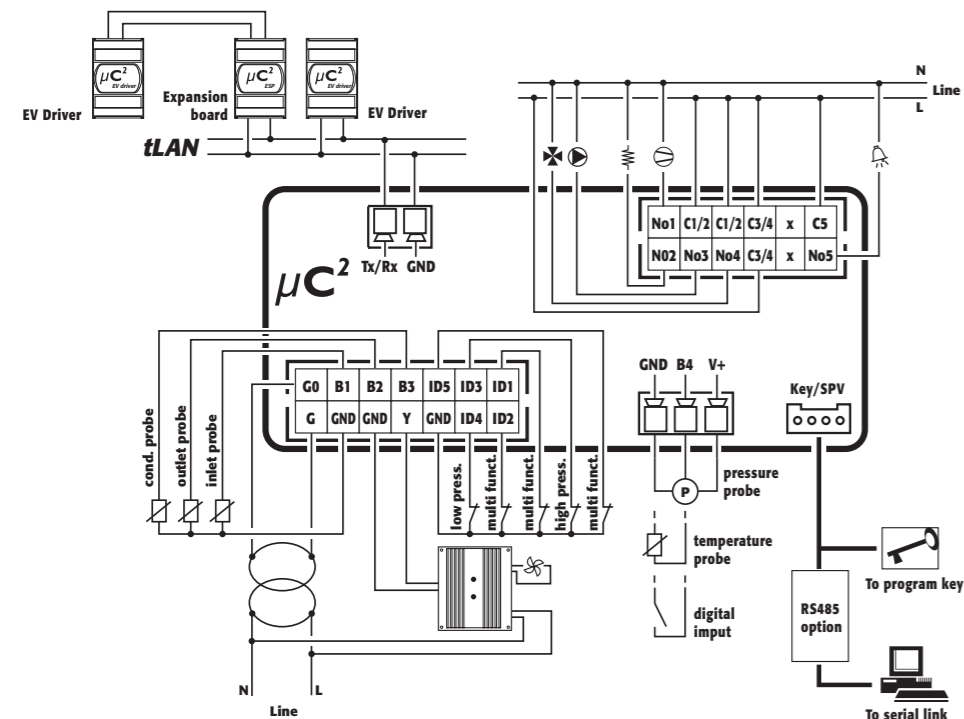 µC²
EV driver
µC²
ESP
µC²
EV driver
EV Driver
Expansion
board
EV Driver
tLAN
N
Line
L
No1 C1/2 C1/2 C3/4 x C5
N02 No3 No4 C3/4 x No5
Tx/Rx GND
µC²
G0 B1 B2 B3 ID5 ID3 ID1
G GND GND Y GND ID4 ID2
GND B4 V+
Key/SPV
cond. probe
outlet probe
inlet probe
low press.
multi funct.
multi funct.
high press.
multi funct.
P
pressure
probe
temperature
probe
digital
imput
To program key
RS485
option
To serial link
N L
Line